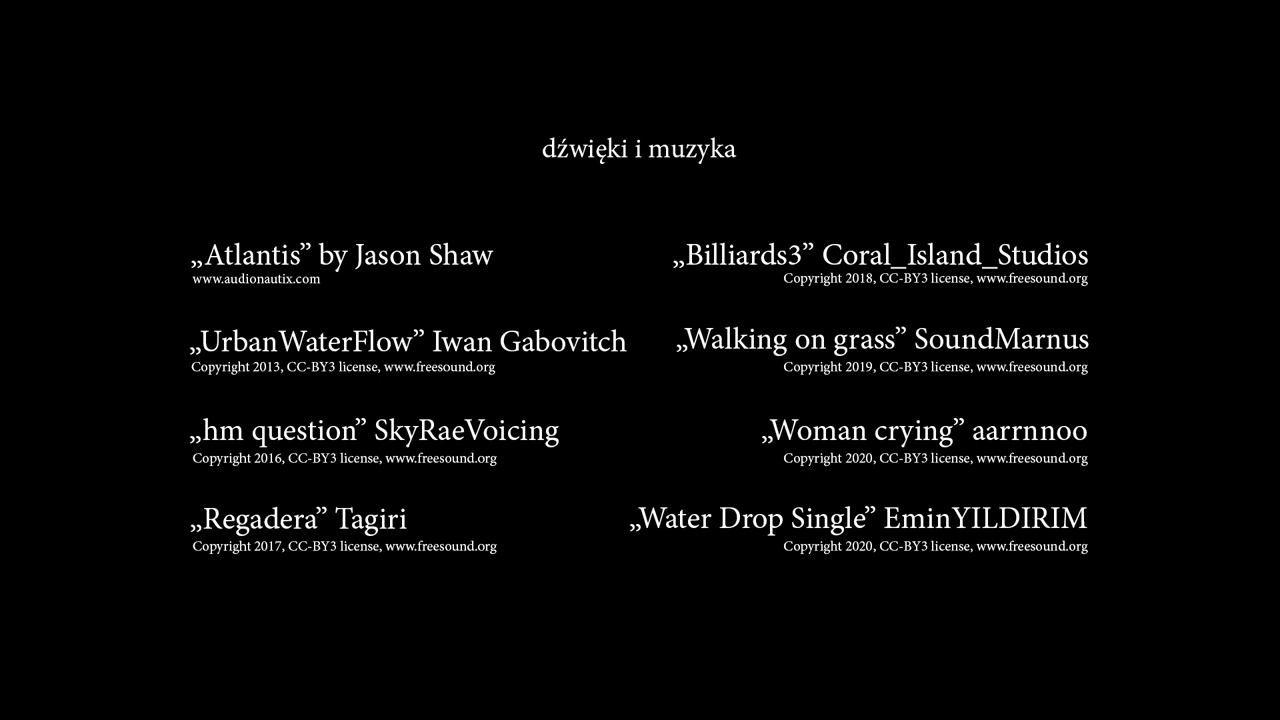 dźwięki i muzyka
„Atlantis” by Jason Shaw
www.audionautix.com
„UrbanWaterFlow” Iwan Gabovitch
Copyright 2013, CC-BY3 license, www.freesound.org
„hm question” SkyRaeVoicing
Copyright 2016, CC-BY3 license, www.freesound.org
„Regadera” Tagiri
Copyright 2017, CC-BY3 license, www.freesound.org
„Billiards3” Coral_Island_Studios
Copyright 2018, CC-BY3 license, www.freesound.org
„Walking on grass” SoundMarnus
Copyright 2019, CC-BY3 license, www.freesound.org
„Woman crying” aarrnnoo
Copyright 2020, CC-BY3 license, www.freesound.org
„Water Drop Single” EminYILDIRIM
Copyright 2020, CC-BY3 license, www.freesound.org